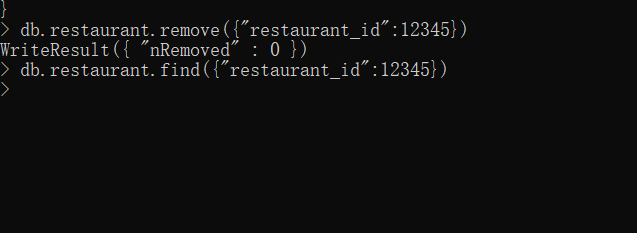 }
> db.restaurant.remove({"restaurant_id":12345})
WriteResult({ "nRemoved" : 0 })
> db.restaurant.find({"restaurant_id":12345})
>